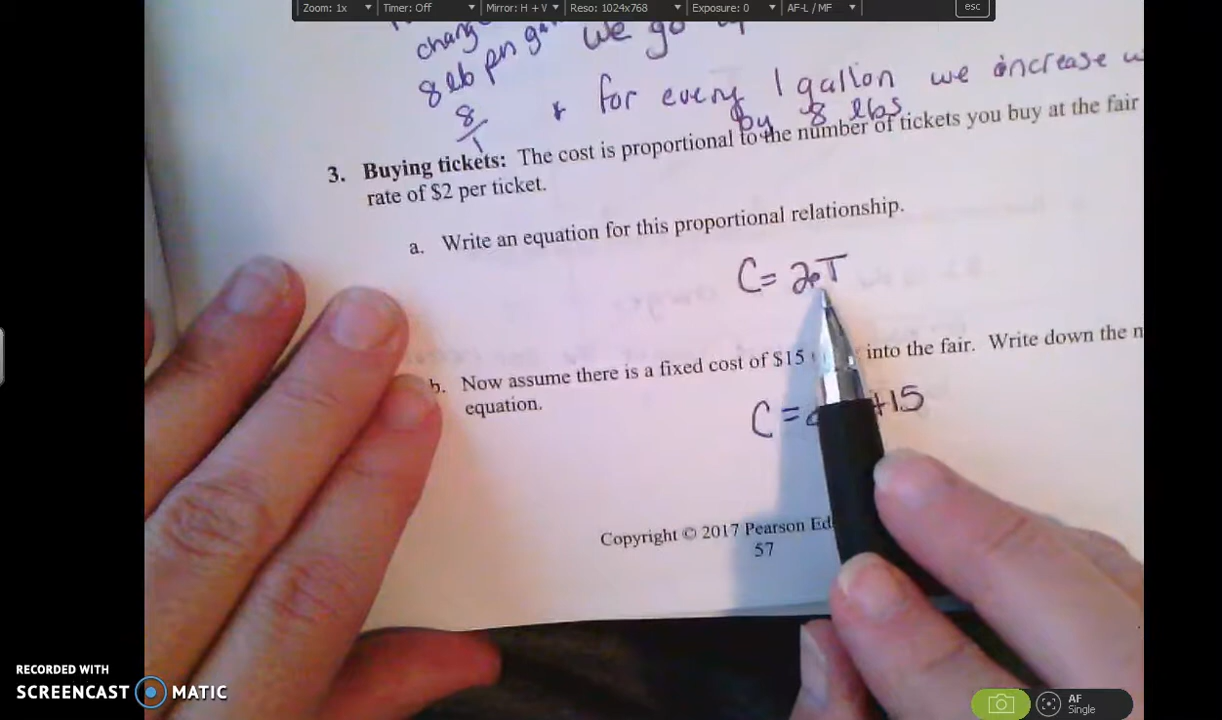 Zoom: 1x Timer: Off Mirror: H + V Reso: 1024x768 Exposure: 0 AF-L / MF esc
chang
8 lb per ga we go
8/1 * for every 1 gallon we increase
by 8 lbs.
3. Buying tickets: The cost is proportional to the number of tickets you buy at the fair
rate of $2 per ticket.
a. Write an equation for this proportional relationship.
C= 2•T
b. Now assume there is a fixed cost of $15 into the fair. Write down the n
equation.
C = +15
Copyright © 2017 Pearson Ed
57
RECORDED WITH
SCREENCAST MATIC
AF
Single